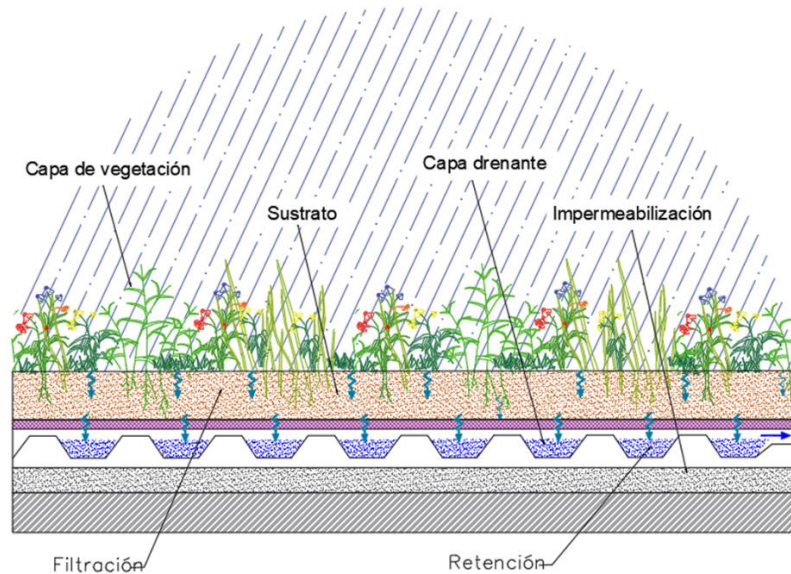 Capa de vegetación
Capa drenante
Sustrato
Impermeabilización
Filtración
Retención